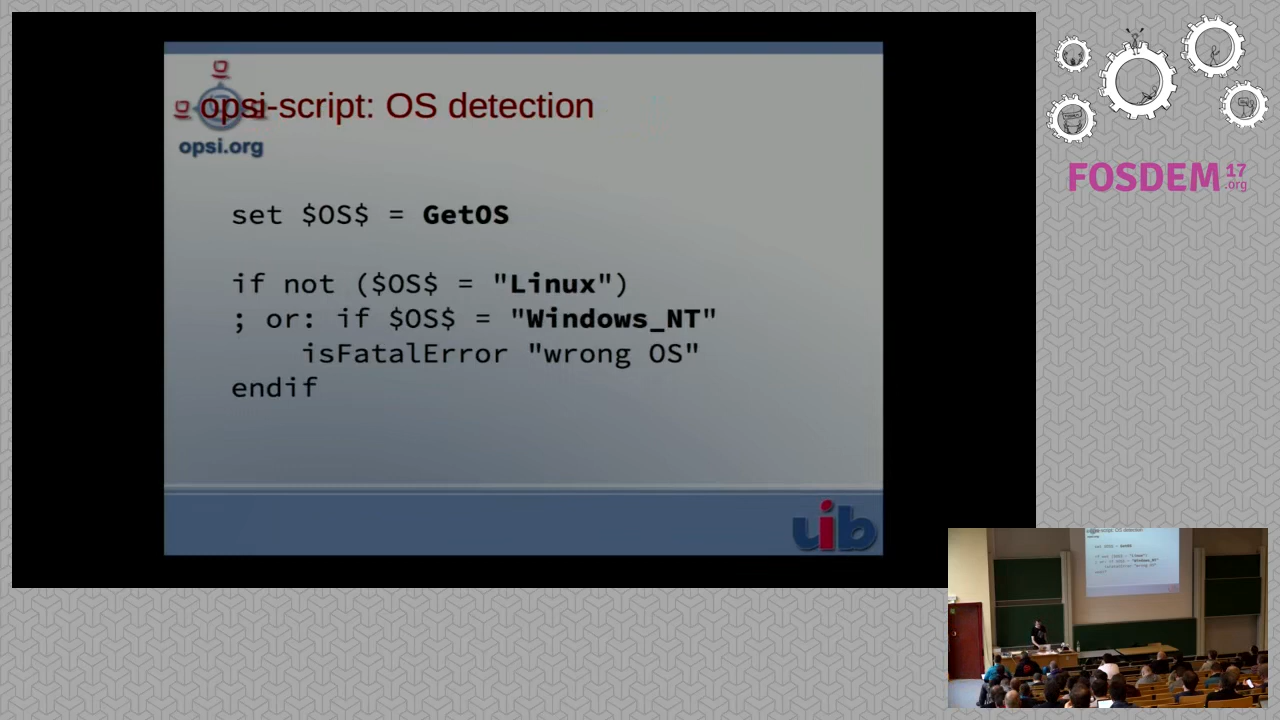 opsi-script: OS detection
opsi.org
set $OS$ = GetOS
if not ($OS$ = "Linux")
; or: if $OS$ = "Windows_NT"
isFatalError "wrong OS"
endif
uib
FOSDEM 17 .org